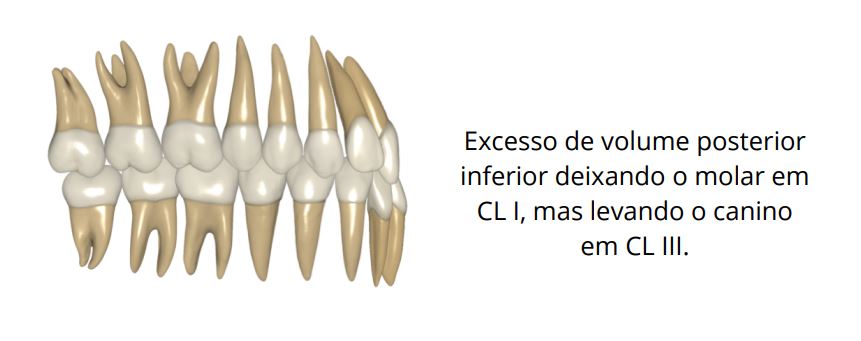 Excesso de volume posterior
inferior deixando o molar em
CL I, mas levando o canino
em CL III.